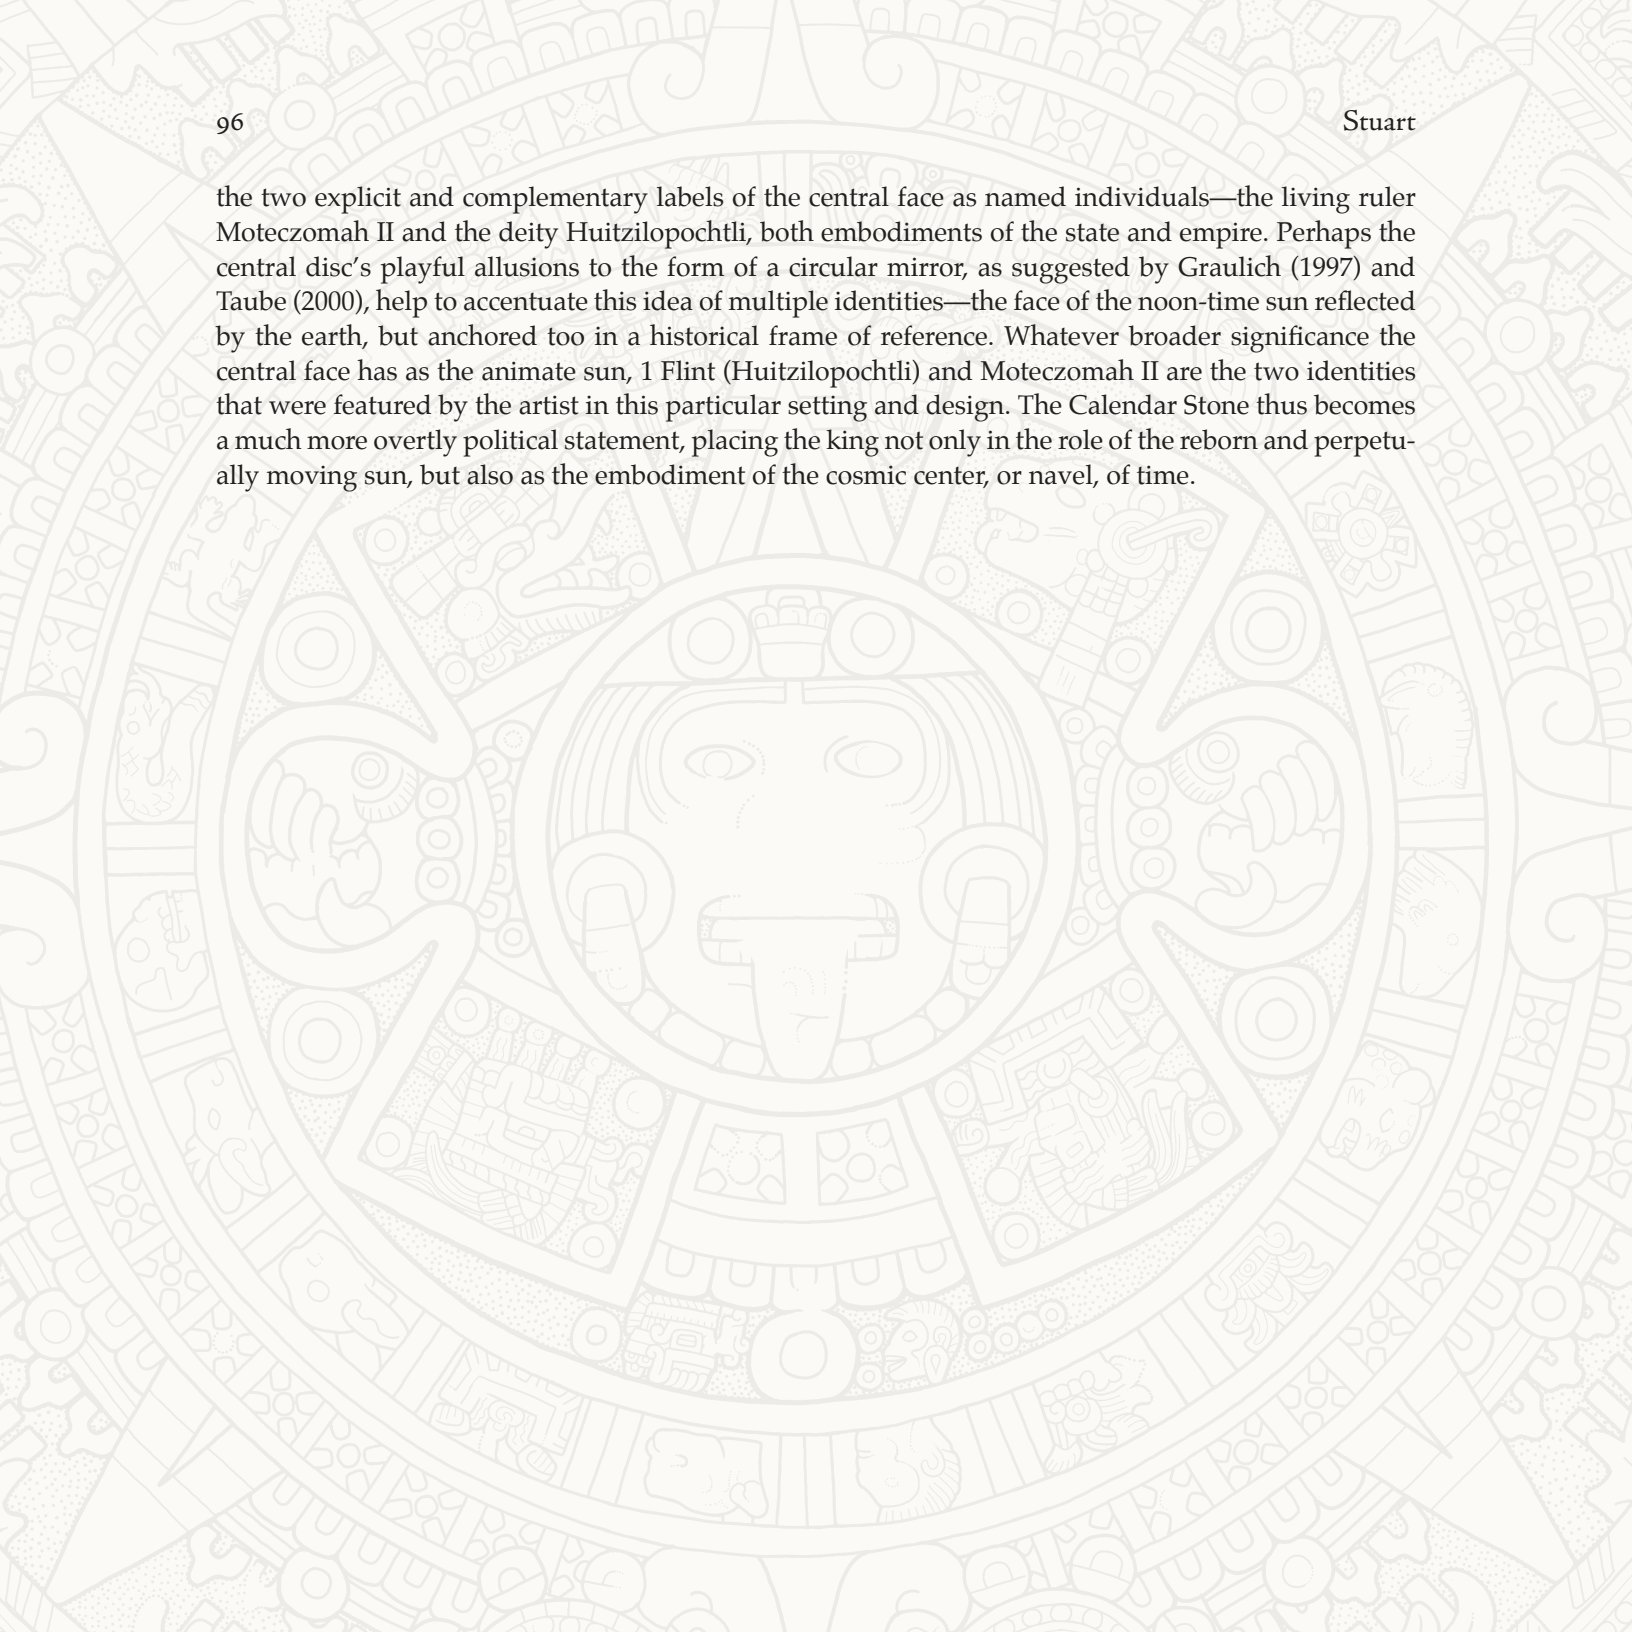 96
Stuart
the two explicit and complementary labels of the central face as named individuals—the living ruler
Moteczomah II and the deity Huitzilopochtli, both embodiments of the state and empire. Perhaps the
central disc’s playful allusions to the form of a circular mirror, as suggested by Graulich (1997) and
Taube (2000), help to accentuate this idea of multiple identities—the face of the noon-time sun reflected
by the earth, but anchored too in a historical frame of reference. Whatever broader significance the
central face has as the animate sun, 1 Flint (Huitzilopochtli) and Moteczomah II are the two identities
that were featured by the artist in this particular setting and design. The Calendar Stone thus becomes
a much more overtly political statement, placing the king not only in the role of the reborn and perpetu-
ally moving sun, but also as the embodiment of the cosmic center, or navel, of time.